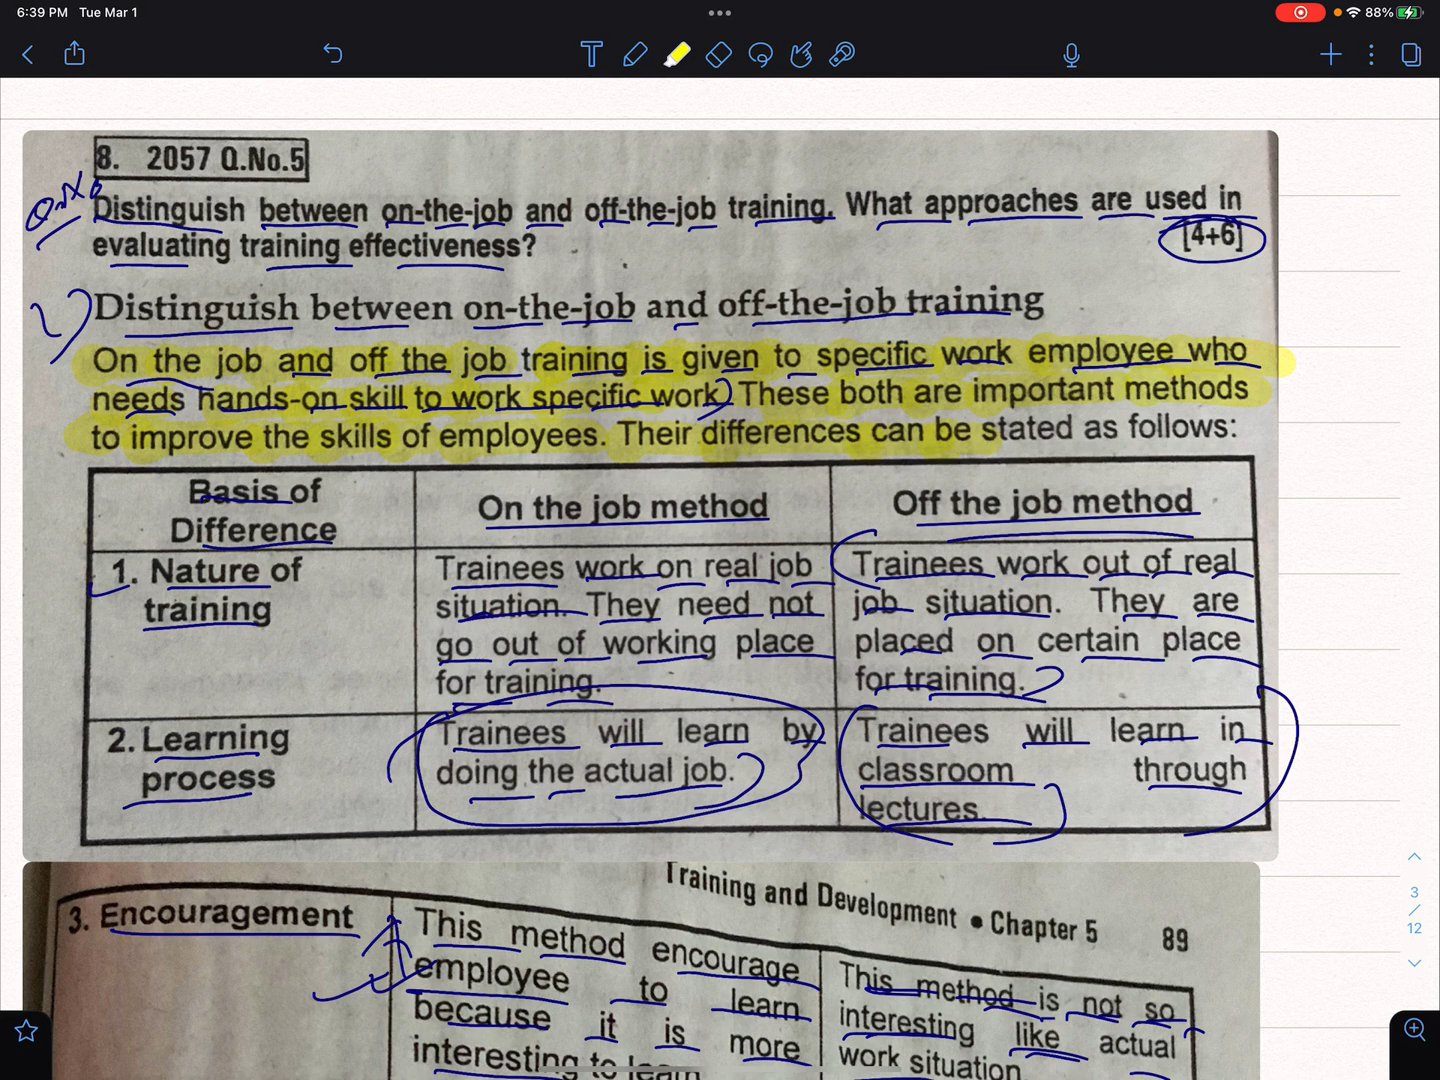 6:39 PM Tue Mar 1
88%
8. 2057 Q.No.5
Q.No
Distinguish between on-the-job and off-the-job training. What approaches are used in
evaluating training effectiveness? [4+6]
Distinguish between on-the-job and off-the-job training
On the job and off the job training is given to specific work employee who
needs hands-on skill to work specific work. These both are important methods
to improve the skills of employees. Their differences can be stated as follows:
Basis of
Difference
On the job method
Off the job method
1. Nature of
training
Trainees work on real job
situation. They need not
go out of working place
for training.
Trainees work out of real
job situation. They are
placed on certain place
for training.
2. Learning
process
Trainees will learn by
doing the actual job.
Trainees will learn in
classroom through
lectures.
Training and Development • Chapter 5 89
3. Encouragement
This method encourage
employee to learn
because it is more
interesting to learn
This method is not so
interesting like actual
work situation
3
/
12